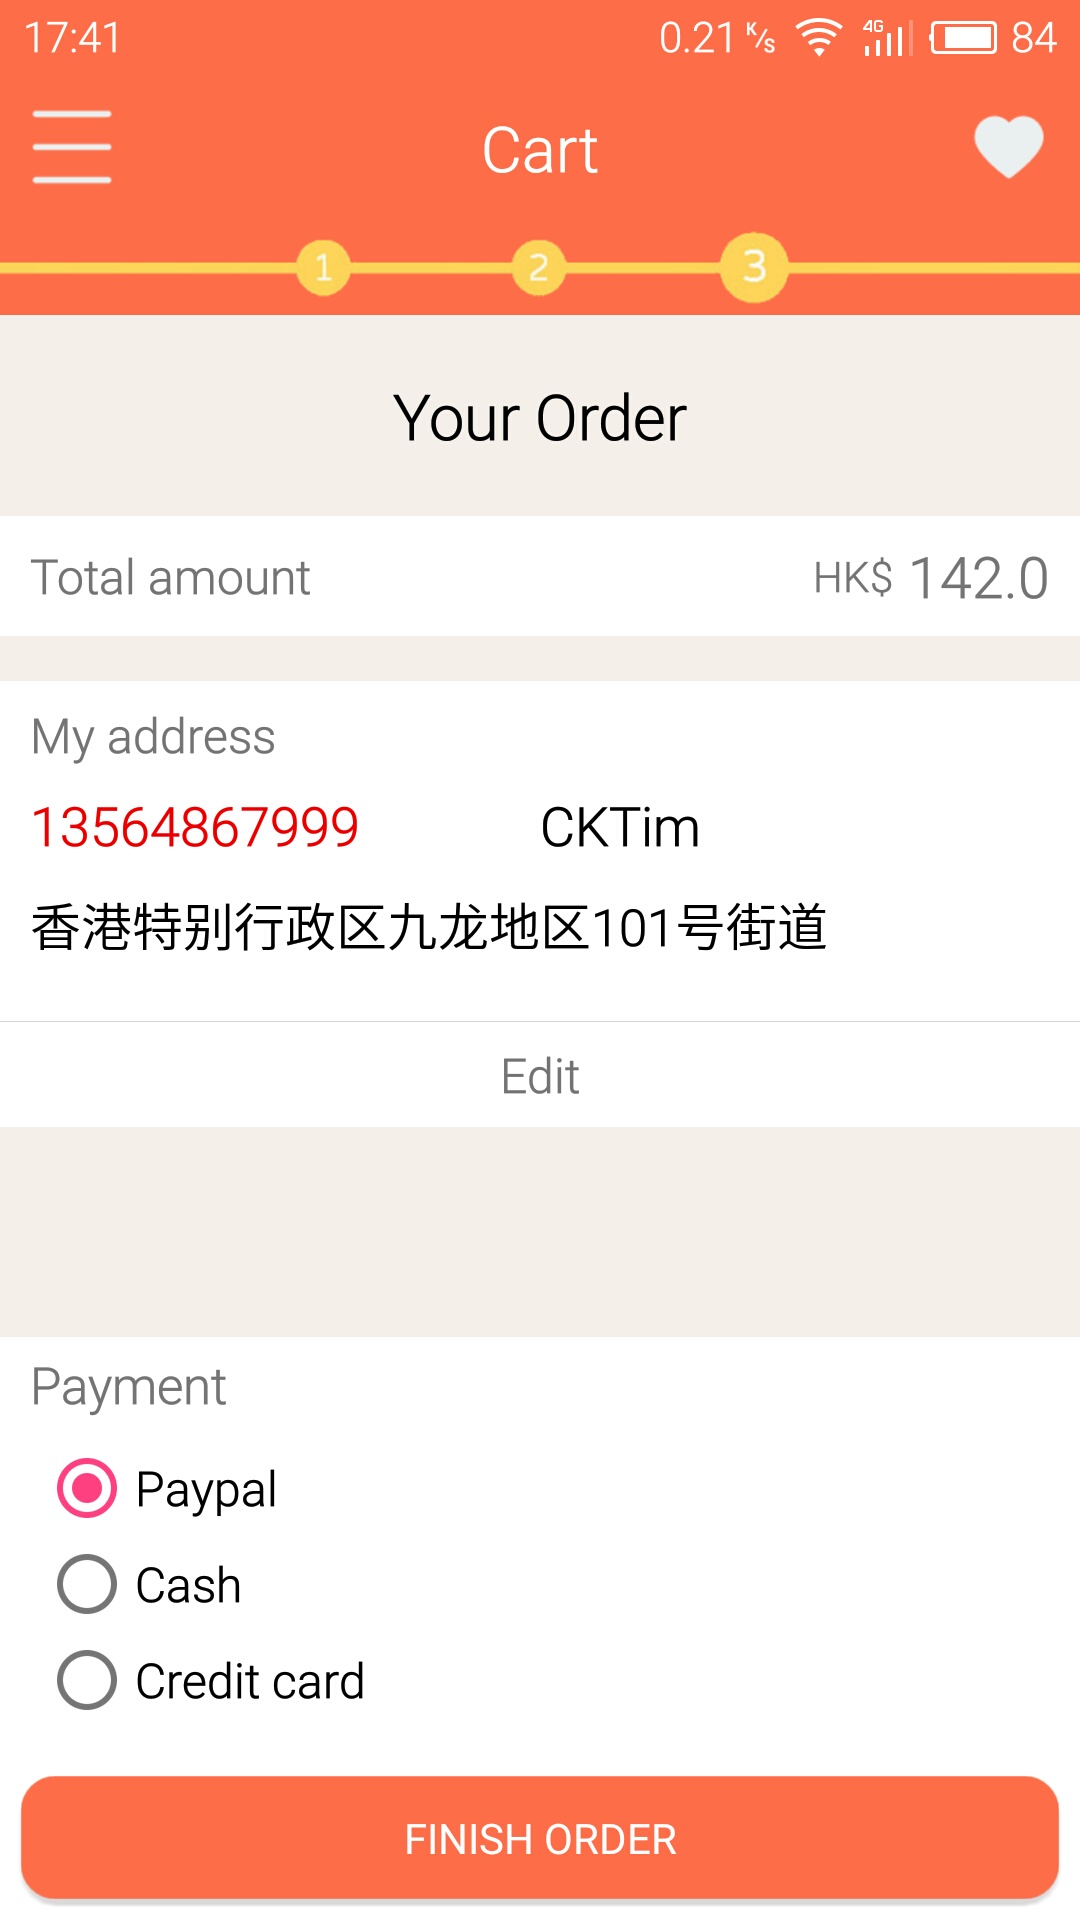 17:41 0.21 K/s 4G 84
Cart
1 2 3
Your Order
Total amount HK$ 142.0
My address
13564867999 CKTim
香港特别行政区九龙地区101号街道
Edit
Payment
Paypal
Cash
Credit card
FINISH ORDER